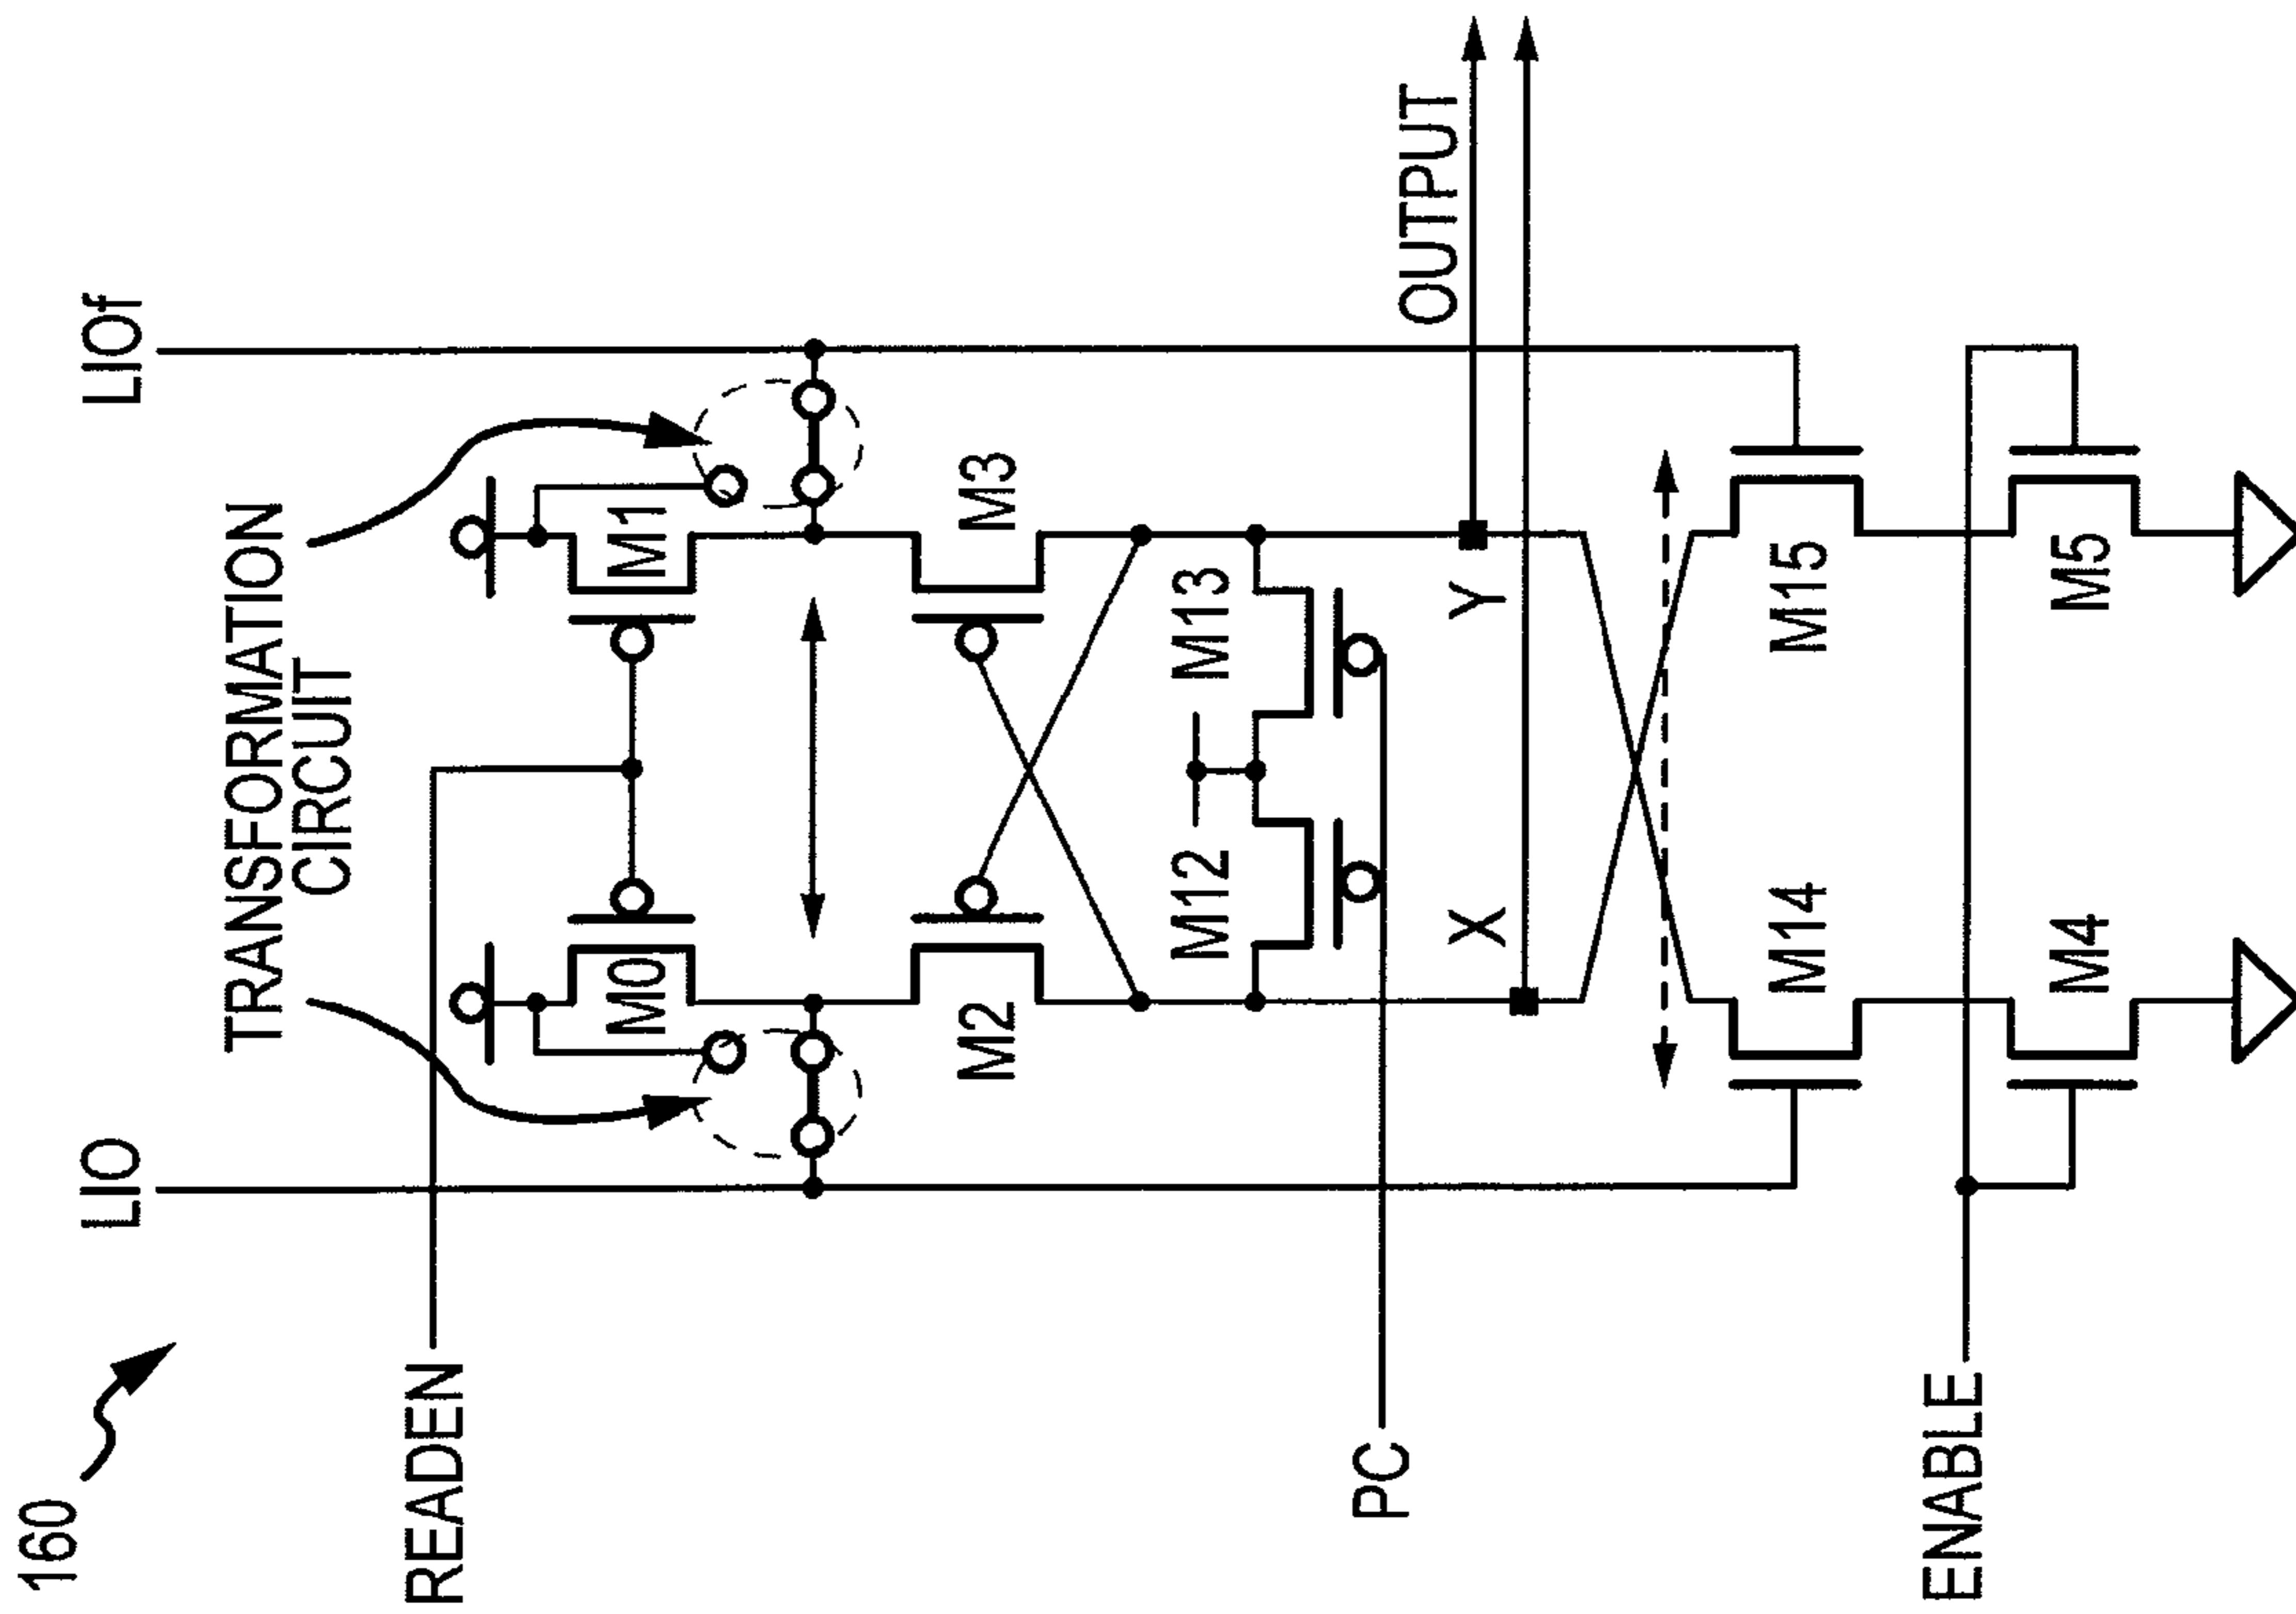 160
LIO
LIOf
TRANSFORMATION
CIRCUIT
READEN
M0
M1
M2
M3
M12
M13
PC
X
Y
OUTPUT
M14
M15
ENABLE
M4
M5